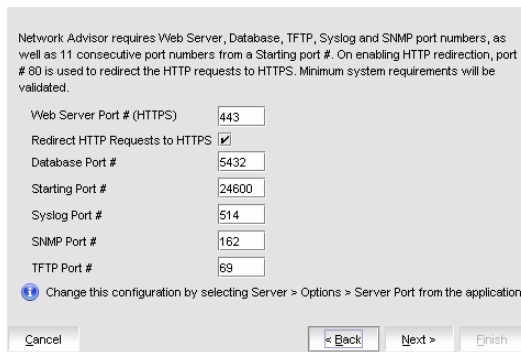 Network Advisor requires Web Server, Database, TFTP, Syslog and SNMP port numbers, as
well as 11 consecutive port numbers from a Starting port #. On enabling HTTP redirection, port
# 80 is used to redirect the HTTP requests to HTTPS. Minimum system requirements will be
validated.
Web Server Port # (HTTPS) 443
Redirect HTTP Requests to HTTPS
Database Port # 5432
Starting Port # 24600
Syslog Port # 514
SNMP Port # 162
TFTP Port # 69
Change this configuration by selecting Server > Options > Server Port from the application
Cancel < Back Next > Finish